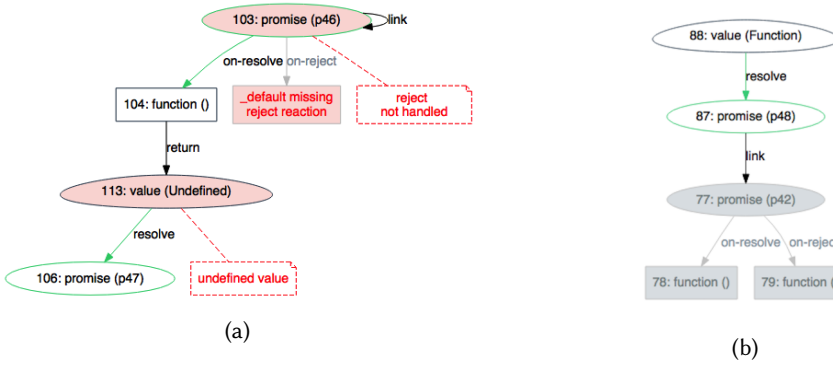 103: promise (p46)
link
on-resolve on-reject
104: function ()
_default missing
reject reaction
reject
not handled
return
113: value (Undefined)
resolve
106: promise (p47)
undefined value
(a)
88: value (Function)
resolve
87: promise (p48)
link
77: promise (p42)
on-resolve on-reject
78: function ()
79: function (
(b)